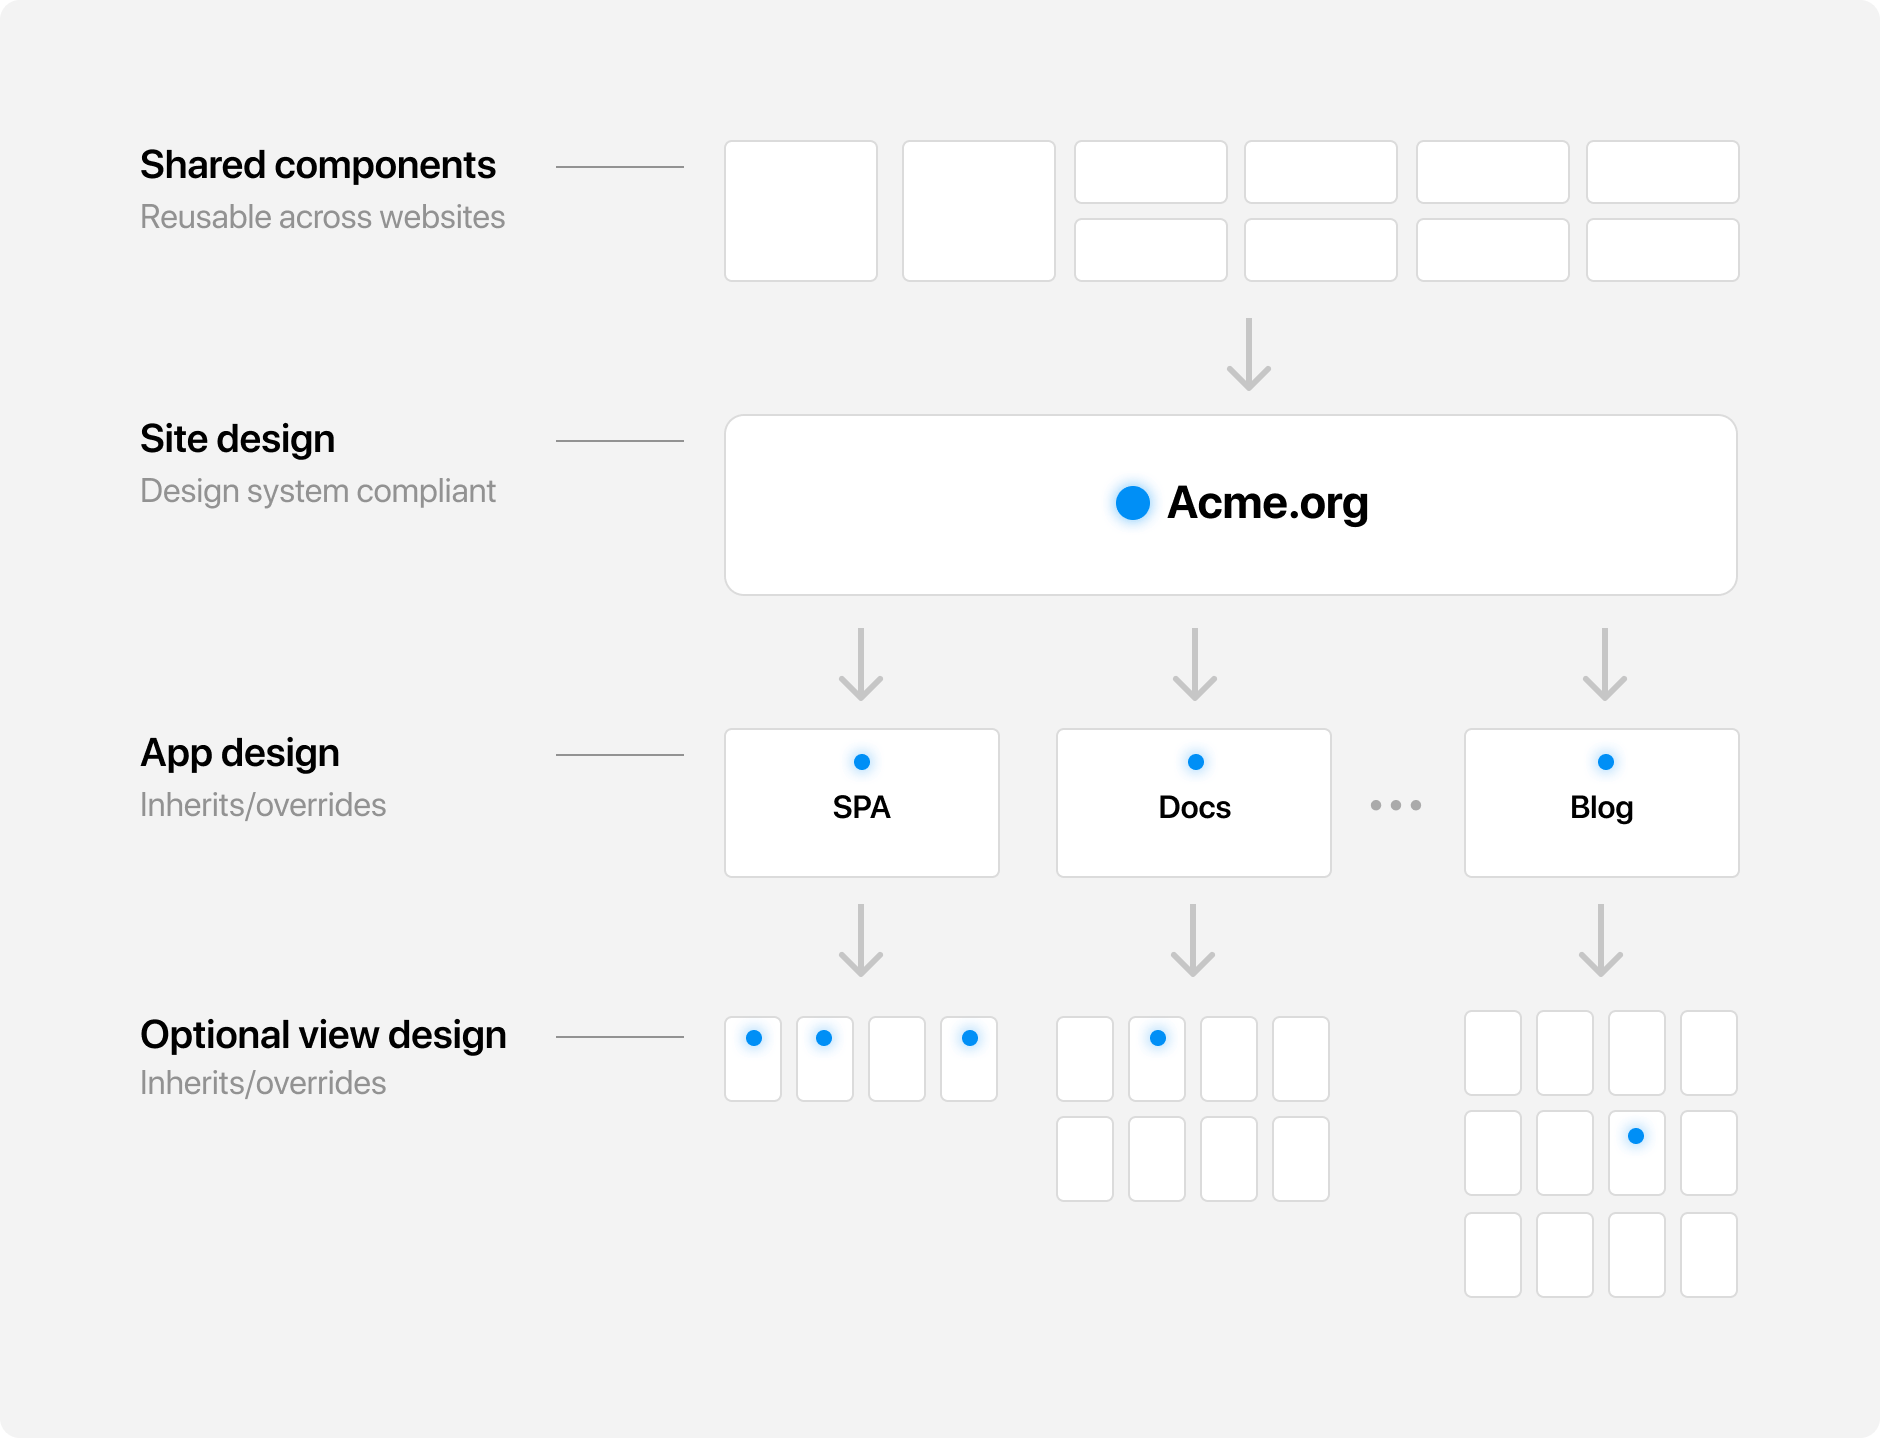 Shared components
Reusable across websites
Site design
Design system compliant
Acme.org
App design
Inherits/overrides
SPA
Docs
Blog
Optional view design
Inherits/overrides